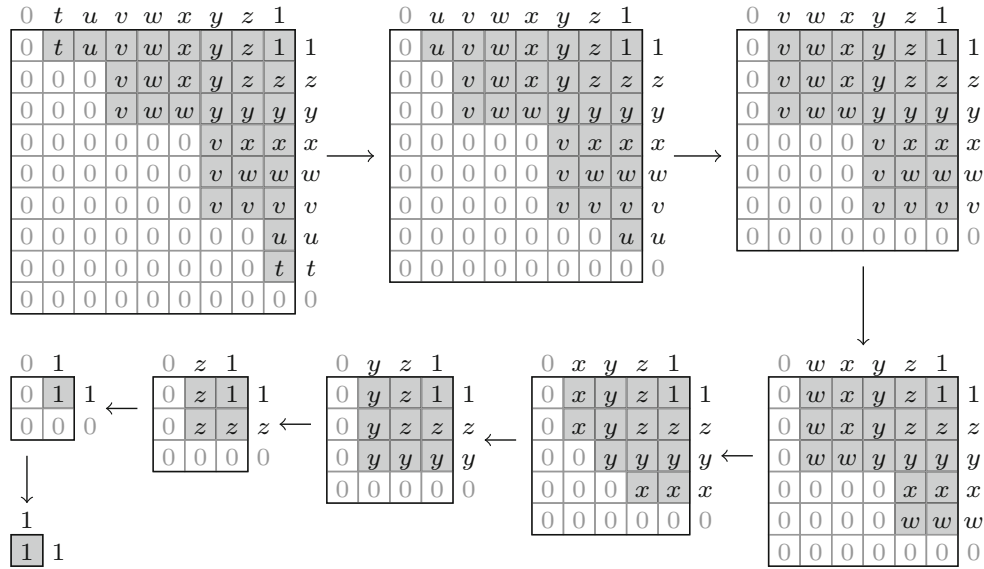 0 t u v w x y z 1
0 t u v w x y z 1 1
0 0 0 v w x y z z z
0 0 0 v w w y y y y
0 0 0 0 0 0 v x x x
0 0 0 0 0 0 v w w w
0 0 0 0 0 0 v v v v
0 0 0 0 0 0 0 0 u u
0 0 0 0 0 0 0 0 t t
0 0 0 0 0 0 0 0 0 0
0 u v w x y z 1
0 u v w x y z 1 1
0 0 v w x y z z z
0 0 v w w y y y y
0 0 0 0 0 v x x x
0 0 0 0 0 v w w w
0 0 0 0 0 v v v v
0 0 0 0 0 0 0 u u
0 0 0 0 0 0 0 0 0
0 v w x y z 1
0 v w x y z 1 1
0 v w x y z z z
0 v w w y y y y
0 0 0 0 v x x x
0 0 0 0 v w w w
0 0 0 0 v v v v
0 0 0 0 0 0 0 0
0 w x y z 1
0 w x y z 1 1
0 w x y z z z
0 w w y y y y
0 0 0 0 x x x
0 0 0 0 w w w
0 0 0 0 0 0 0
0 x y z 1
0 x y z 1 1
0 x y z z z
0 0 y y y y
0 0 0 x x x
0 0 0 0 0 0
0 y z 1
0 y z 1 1
0 y z z z
0 y y y y
0 0 0 0 0
0 z 1
0 z 1 1
0 z z z
0 0 0 0
0 1
0 1 1
0 0 0
1
1 1